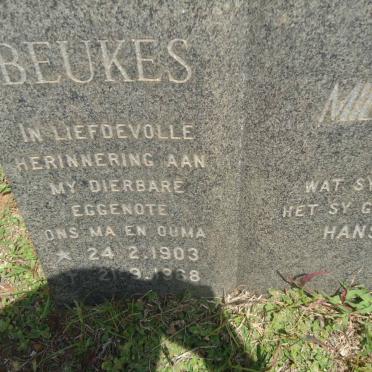 BEUKES
IN LIEFDEVOLLE
HERINNERING AAN
MY DIERBARE
EGGENOTE
ONS MA EN OUMA
* 24.2.1903
21.9.1968
WAT SY
HET SY G
HANS